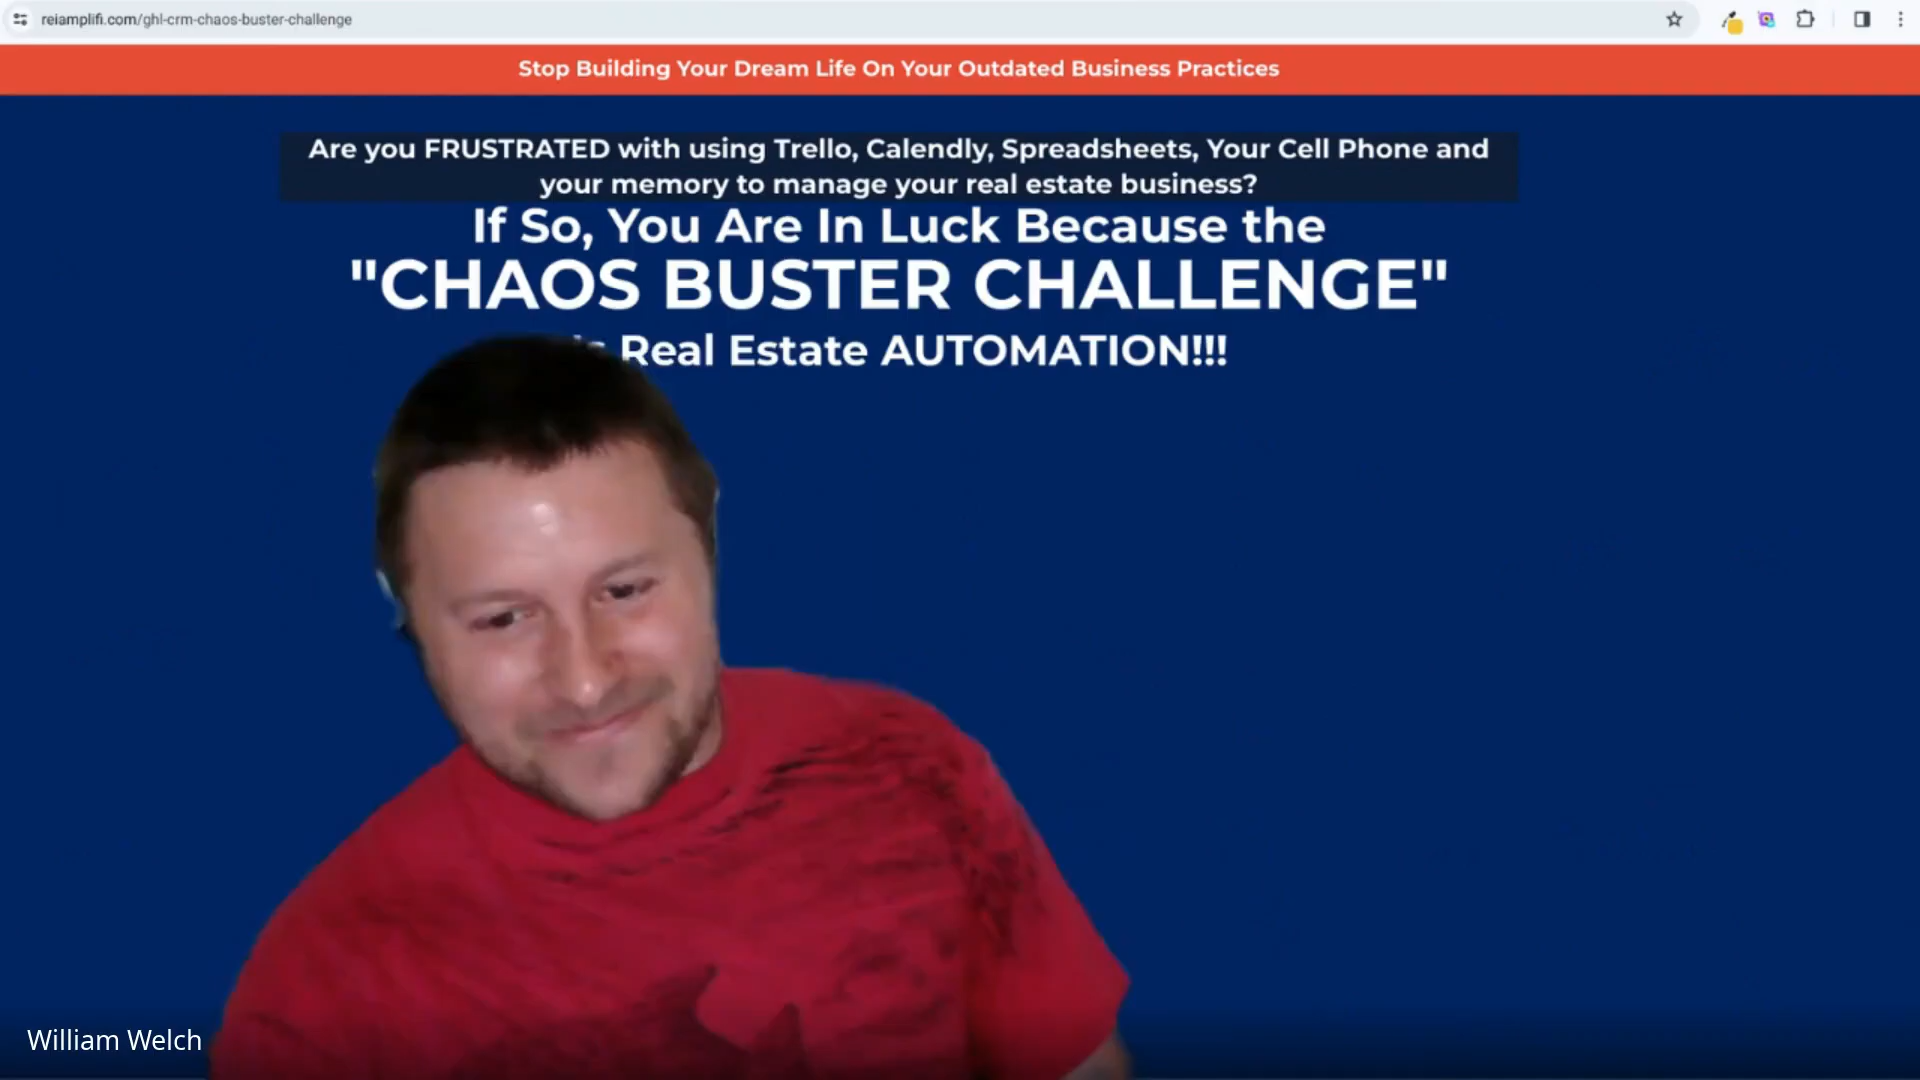 reiamplifi.com/ghl-crm-chaos-buster-challenge
Stop Building Your Dream Life On Your Outdated Business Practices
Are you FRUSTRATED with using Trello, Calendly, Spreadsheets, Your Cell Phone and
your memory to manage your real estate business?
If So, You Are In Luck Because the
"CHAOS BUSTER CHALLENGE"
Real Estate AUTOMATION!!!
William Welch